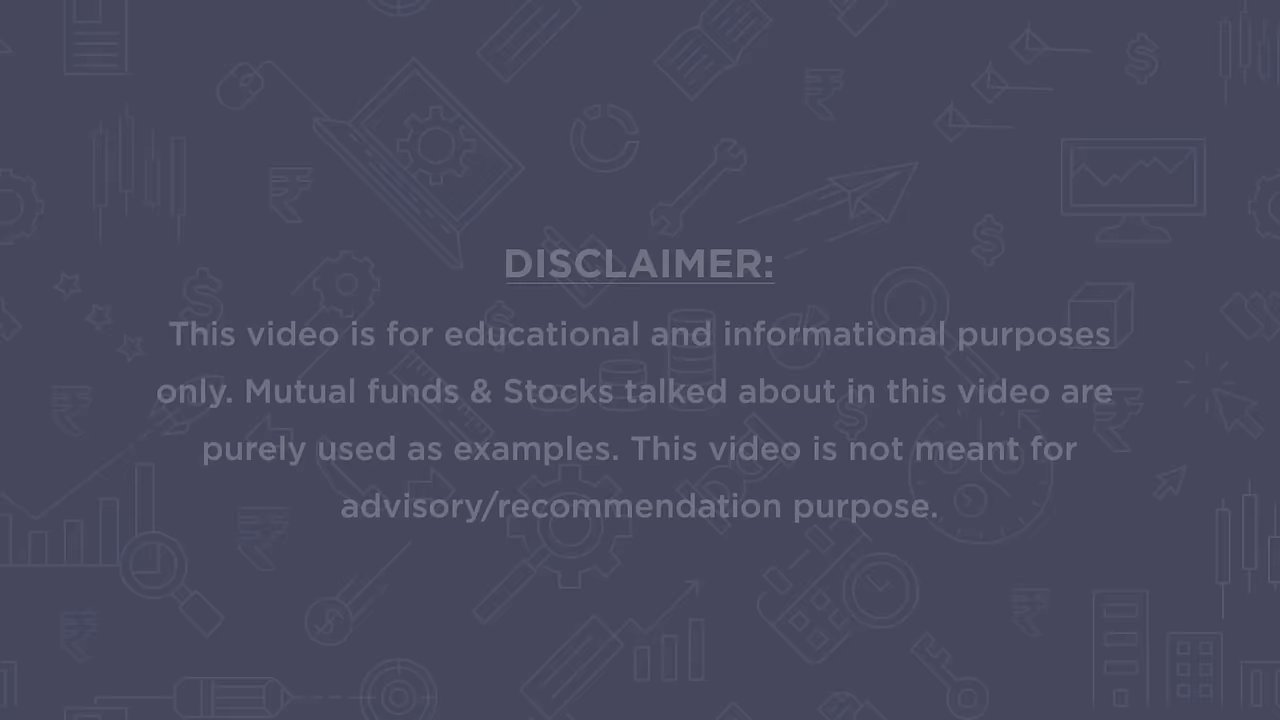 DISCLAIMER:
This video is for educational and informational purposes
only. Mutual funds & Stocks talked about in this video are
purely used as examples. This video is not meant for
advisory/recommendation purpose.